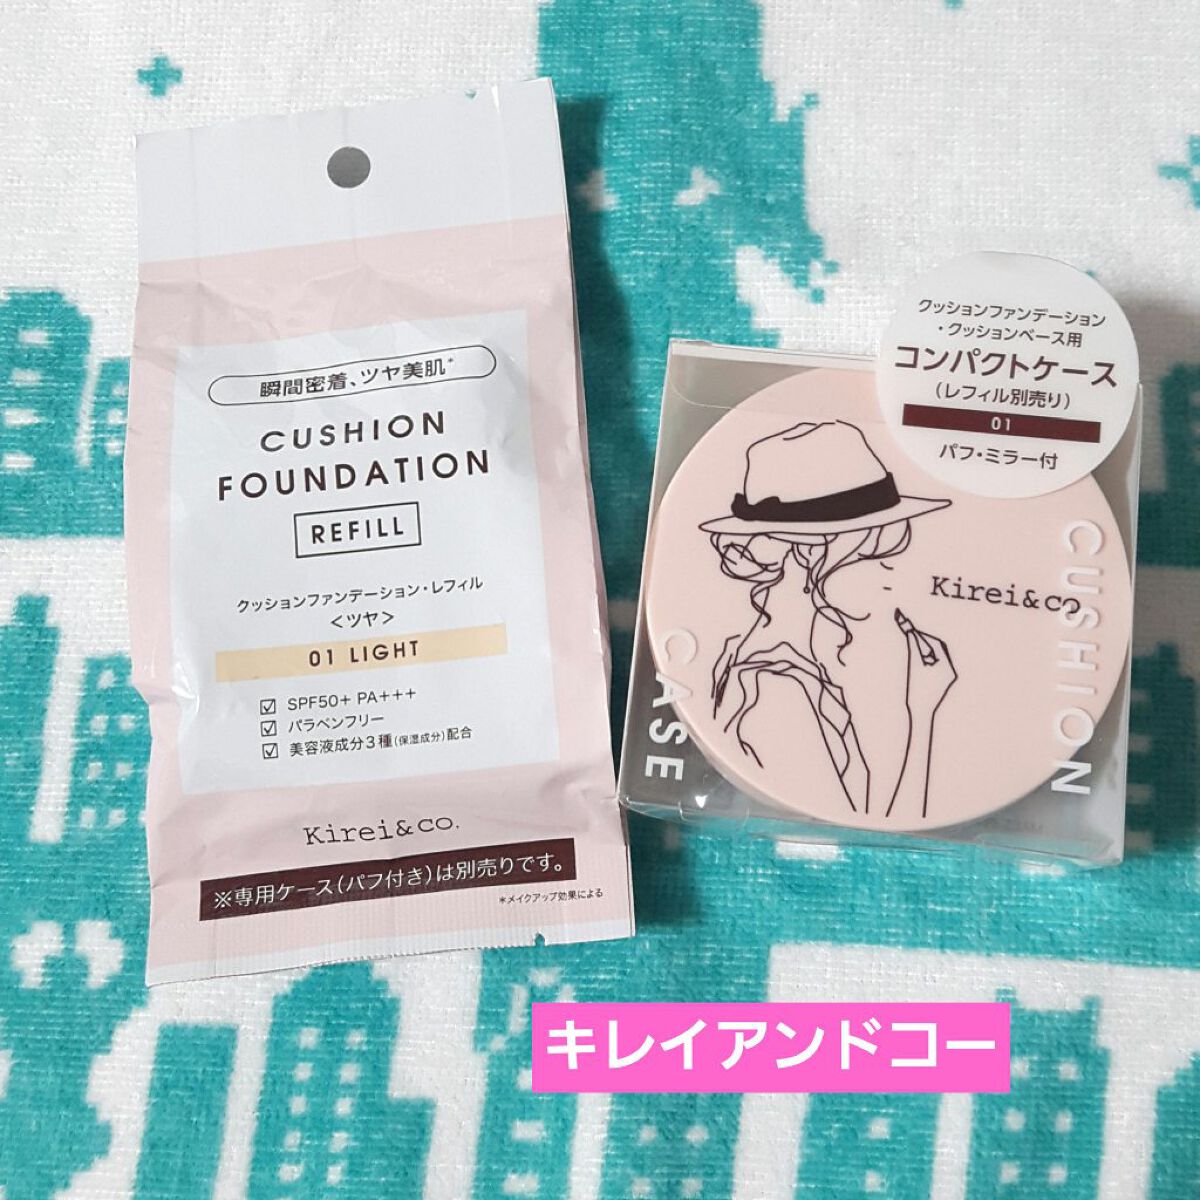 瞬間密着、ツヤ美肌*
CUSHION
FOUNDATION
REFILL
クッションファンデーション・レフィル
<ツヤ>
01 LIGHT
SPF50+ PA+++
パラベンフリー
美容液成分3種(保湿成分)配合
Kirei&co.
※専用ケース(パフ付き)は別売りです。
*メイクアップ効果による
クッションファンデーション
・クッションベース用
コンパクトケース
(レフィル別売り)
01
パフ・ミラー付
Kirei&co.
CUSHION
CASE
キレイアンドコー